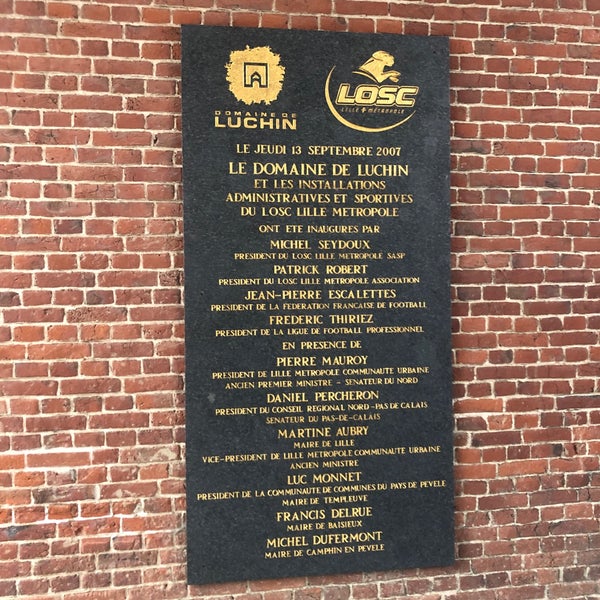 DOMAINE DE
LUCHIN
LOSC
LILLE MÉTROPOLE
LE JEUDI 13 SEPTEMBRE 2007
LE DOMAINE DE LUCHIN
ET LES INSTALLATIONS
ADMINISTRATIVES ET SPORTIVES
DU LOSC LILLE METROPOLE
ONT ETE INAUGURES PAR
MICHEL SEYDOUX
PRESIDENT DU LOSC LILLE METROPOLE SASP
PATRICK ROBERT
PRESIDENT DU LOSC LILLE METROPOLE ASSOCIATION
JEAN-PIERRE ESCALETTES
PRESIDENT DE LA FEDERATION FRANCAISE DE FOOTBALL
FREDERIC THIRIEZ
PRESIDENT DE LA LIGUE DE FOOTBALL PROFESSIONNEL
EN PRESENCE DE
PIERRE MAUROY
PRESIDENT DE LILLE METROPOLE COMMUNAUTE URBAINE
ANCIEN PREMIER MINISTRE - SENATEUR DU NORD
DANIEL PERCHERON
PRESIDENT DU CONSEIL REGIONAL NORD-PAS DE CALAIS
SENATEUR DU PAS-DE-CALAIS
MARTINE AUBRY
MAIRE DE LILLE
VICE-PRESIDENT DE LILLE METROPOLE COMMUNAUTE URBAINE
ANCIEN MINISTRE
LUC MONNET
PRESIDENT DE LA COMMUNAUTE DE COMMUNES DU PAYS DE PEVELE
MAIRE DE TEMPLEUVE
FRANCIS DELRUE
MAIRE DE BAISIEUX
MICHEL DUFERMONT
MAIRE DE CAMPHIN EN PEVELE